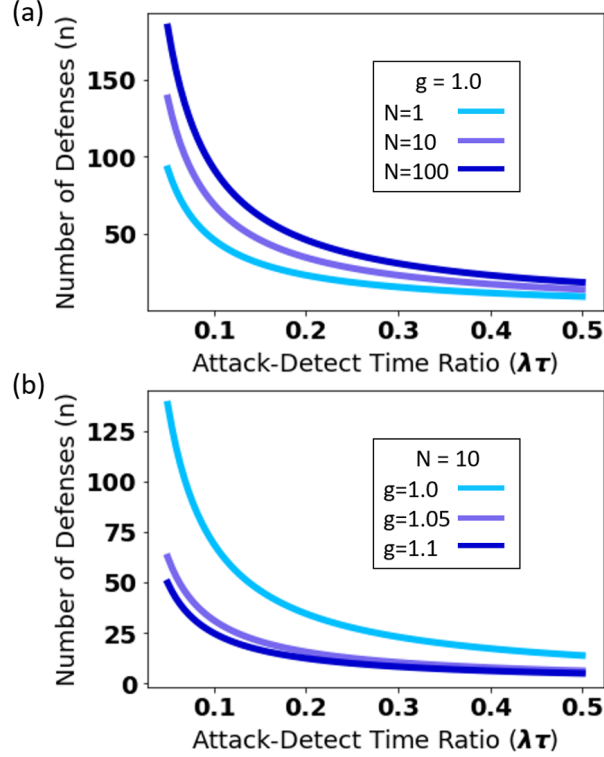 (a)
Number of Defenses (n)
150
100
50
g = 1.0
N=1
N=10
N=100
0.1 0.2 0.3 0.4 0.5
Attack-Detect Time Ratio (λτ)
(b)
Number of Defenses (n)
125
100
75
50
25
0
N = 10
g=1.0
g=1.05
g=1.1
0.1 0.2 0.3 0.4 0.5
Attack-Detect Time Ratio (λτ)